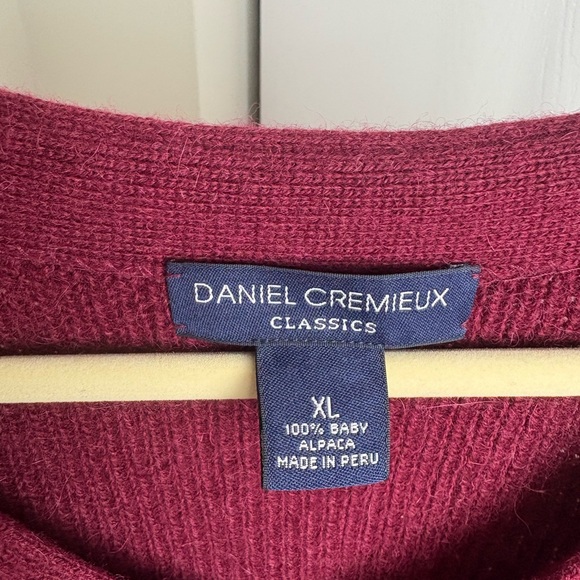 DANIEL CREMIEUX
CLASSICS
XL
100% BABY
ALPACA
MADE IN PERU